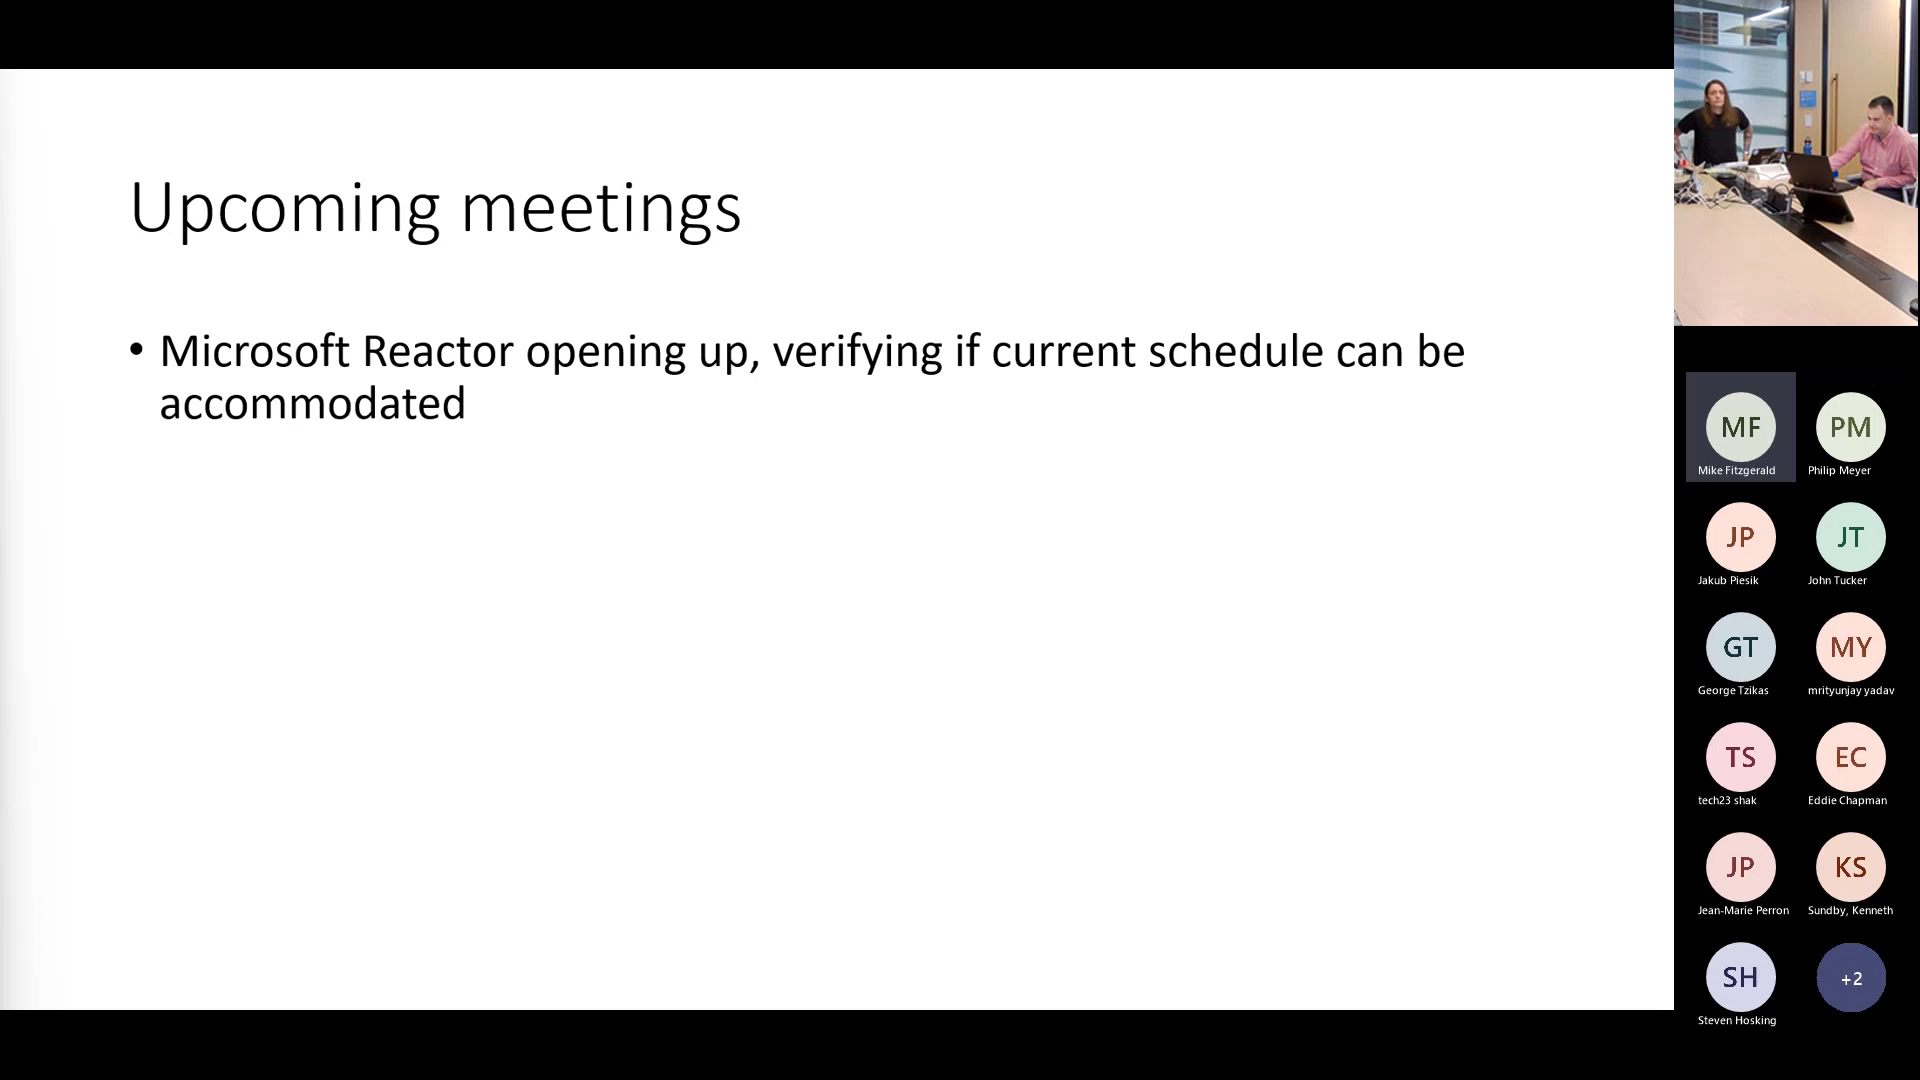 Upcoming meetings
• Microsoft Reactor opening up, verifying if current schedule can be
accommodated
MF
Mike Fitzgerald
PM
Philip Meyer
JP
Jakub Piesik
JT
John Tucker
GT
George Tzikas
MY
mrityunjay yadav
TS
tech23 shak
EC
Eddie Chapman
JP
Jean-Marie Perron
KS
Sundby, Kenneth
SH
Steven Hosking
+2